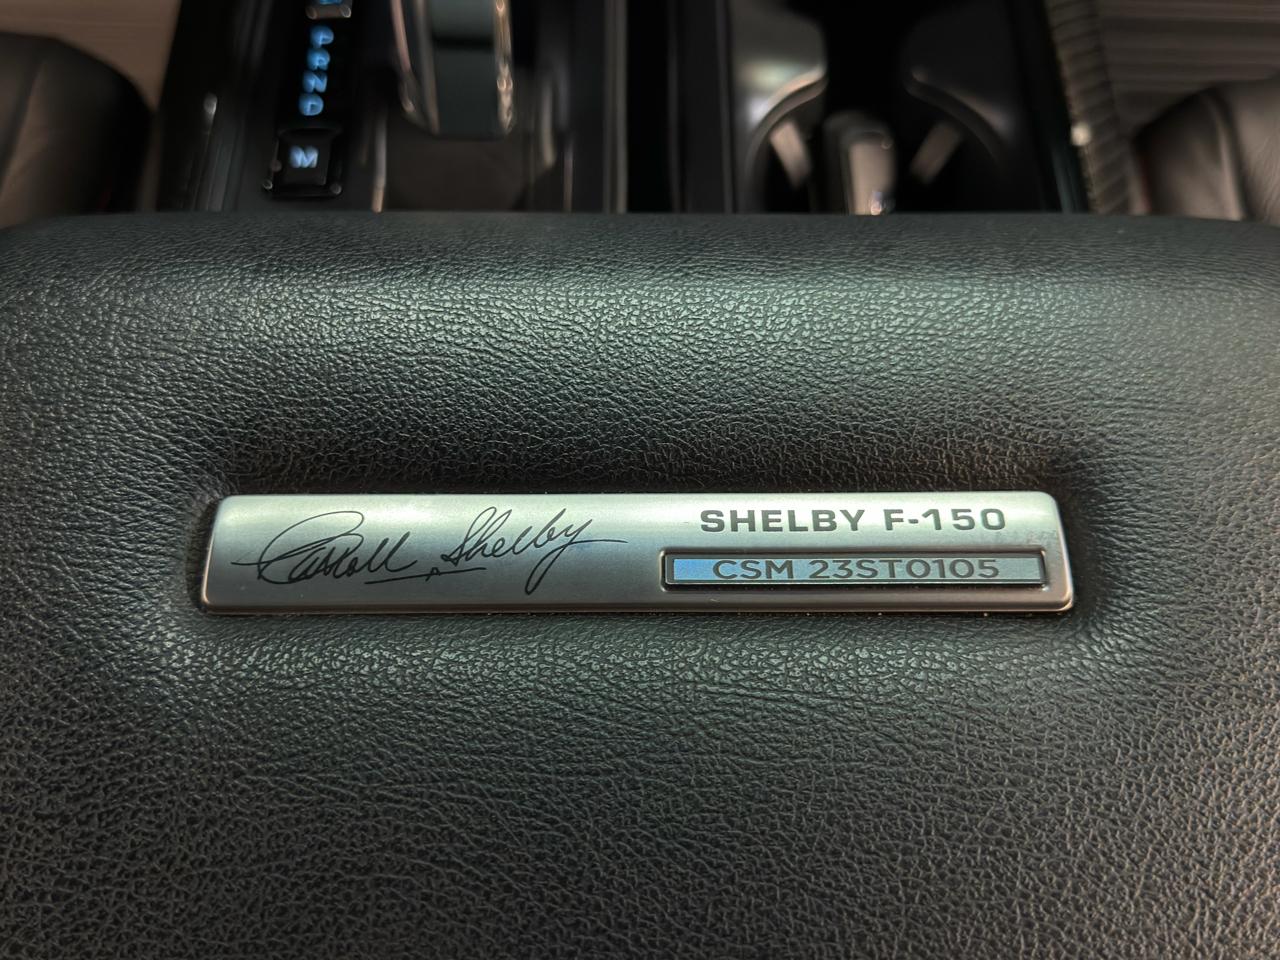 P
R
N
D
M
Carroll Shelby
SHELBY F-150
CSM 23ST0105